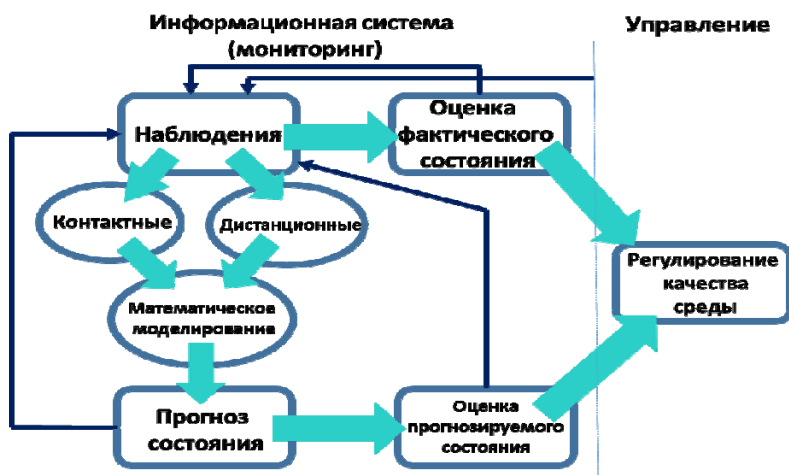 Информационная система
(мониторинг)
Управление
Наблюдения
Оценка
фактического
состояния
Контактные
Дистанционные
Регулирование
качества
среды
Математическое
моделирование
Прогноз
состояния
Оценка
прогнозируемого
состояния